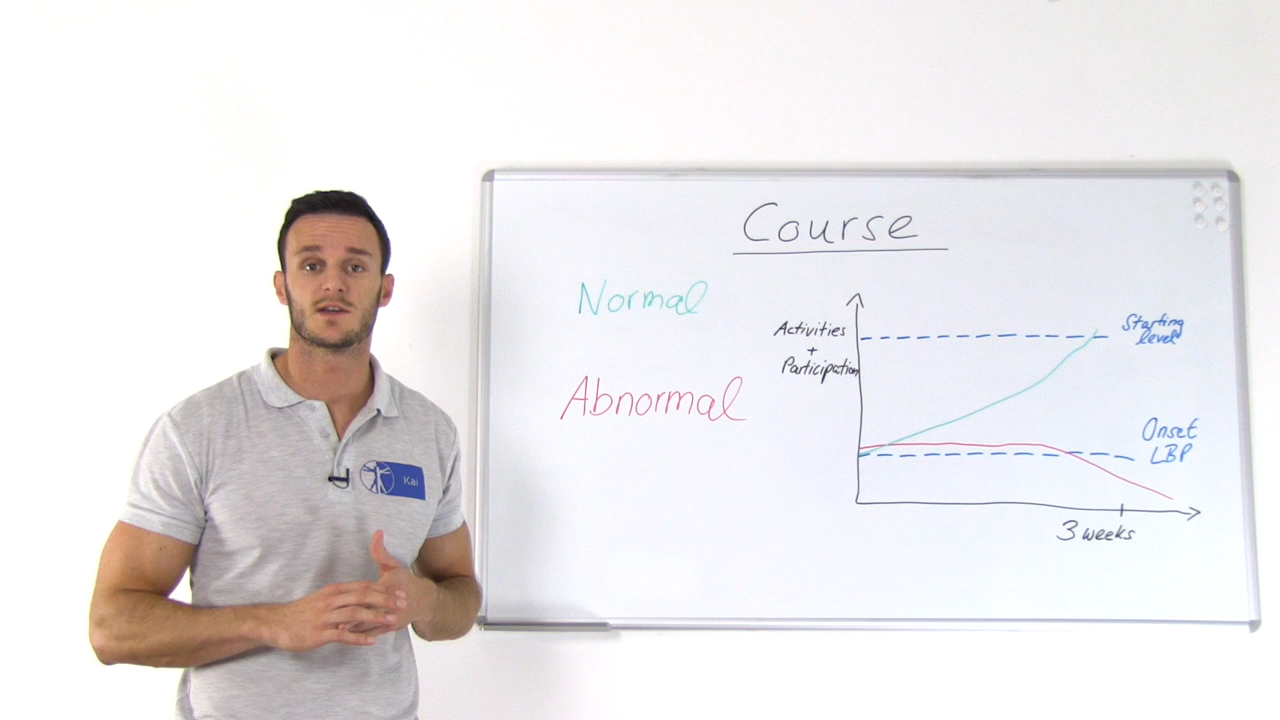 Course
Normal
Abnormal
Activities
+
Participation
Starting
level
Onset
LBP
3 weeks
Kai